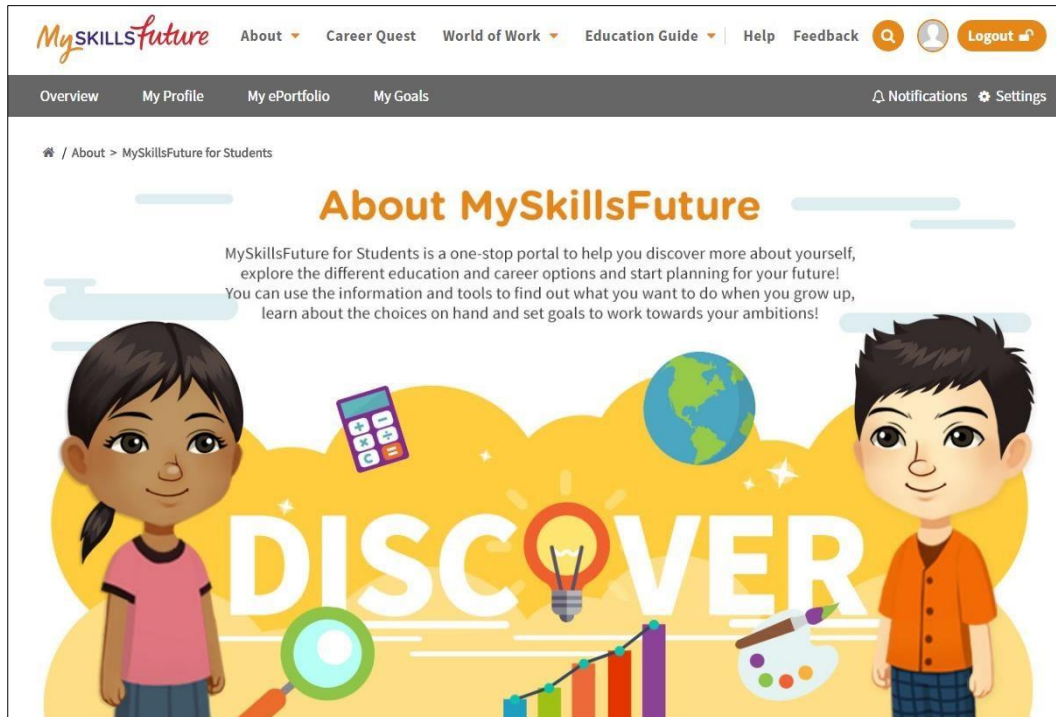 MySKILLSfuture
About Career Quest World of Work Education Guide Help Feedback Logout
Overview My Profile My ePortfolio My Goals Notifications Settings
/ About > MySkillsFuture for Students
About MySkillsFuture
MySkillsFuture for Students is a one-stop portal to help you discover more about yourself,
explore the different education and career options and start planning for your future!
You can use the information and tools to find out what you want to do when you grow up,
learn about the choices on hand and set goals to work towards your ambitions!
+ −
× ÷
C =
DISCOVER